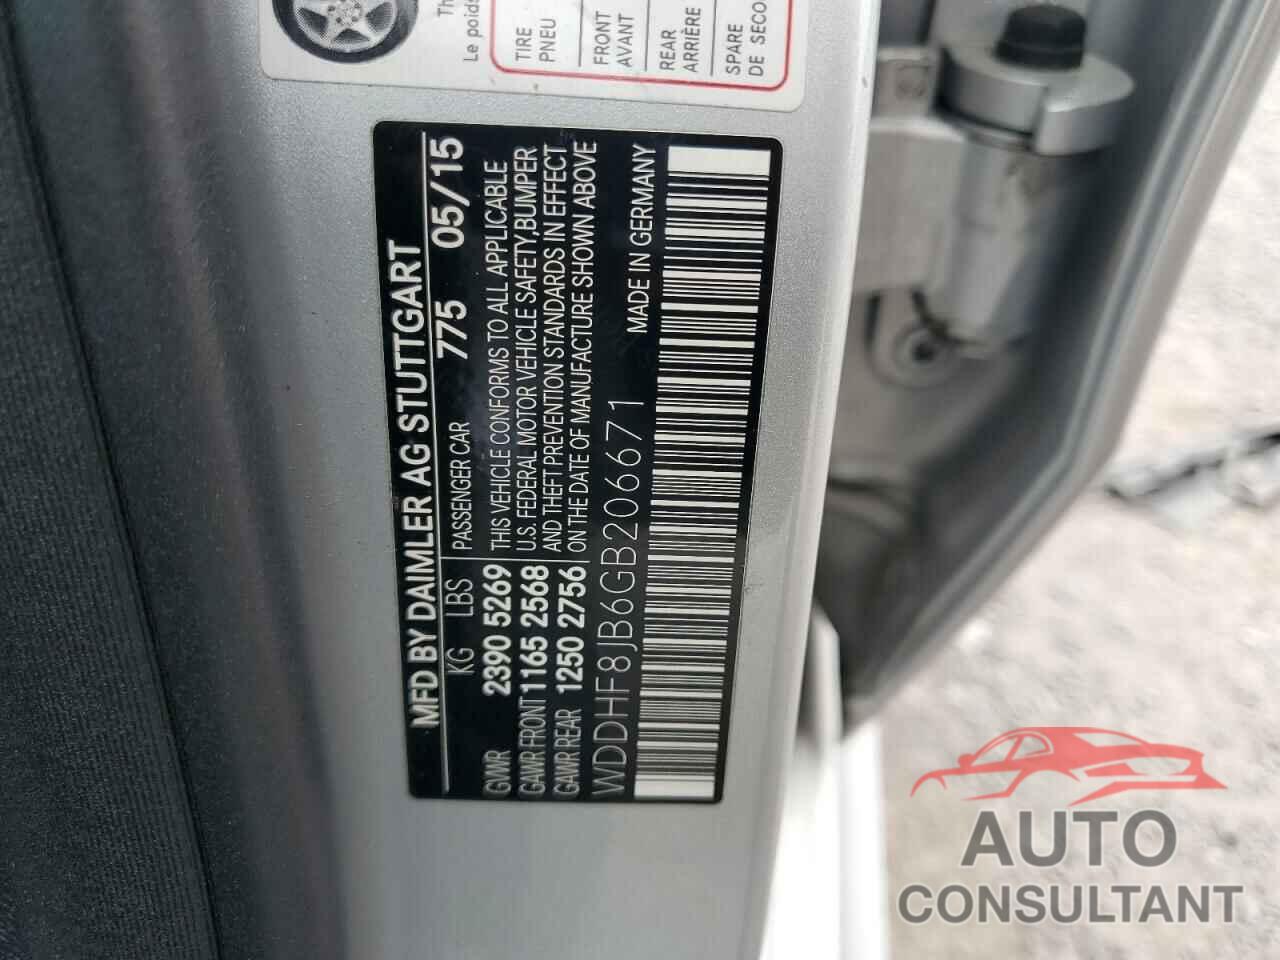 Th
Le poids
TIRE
PNEU
FRONT
AVANT
REAR
ARRIÈRE
SPARE
DE SECO
MFD BY DAIMLER AG STUTTGART
KG LBS PASSENGER CAR 775 05/15
GVWR 2390 5269
GAWR FRONT 1165 2568
GAWR REAR 1250 2756
THIS VEHICLE CONFORMS TO ALL APPLICABLE
U.S. FEDERAL MOTOR VEHICLE SAFETY,BUMPER
AND THEFT PREVENTION STANDARDS IN EFFECT
ON THE DATE OF MANUFACTURE SHOWN ABOVE
WDDHF8JB6GB206671 MADE IN GERMANY
AUTO
CONSULTANT